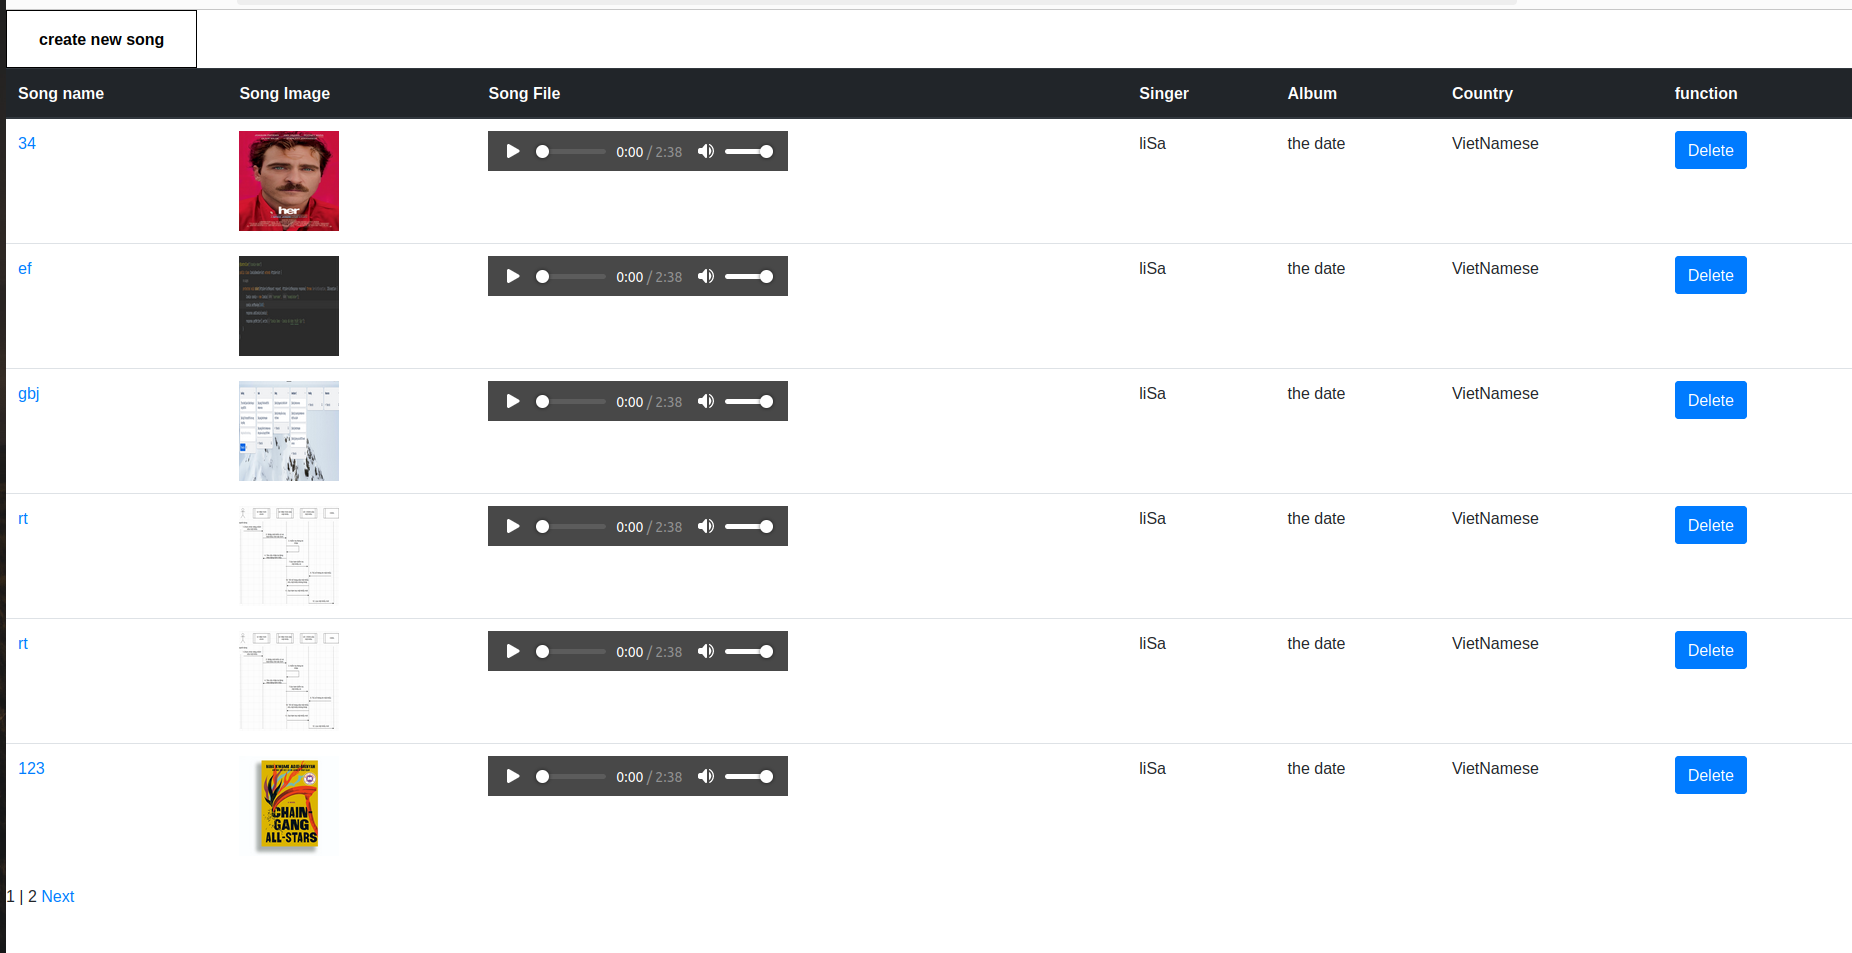 create new song
Song name Song Image Song File Singer Album Country function
34 0:00 / 2:38 liSa the date VietNamese Delete
her
ef 0:00 / 2:38 liSa the date VietNamese Delete
gbj 0:00 / 2:38 liSa the date VietNamese Delete
rt 0:00 / 2:38 liSa the date VietNamese Delete
rt 0:00 / 2:38 liSa the date VietNamese Delete
123 0:00 / 2:38 liSa the date VietNamese Delete
CHAIN-
GANG
ALL-STARS
1 | 2 Next